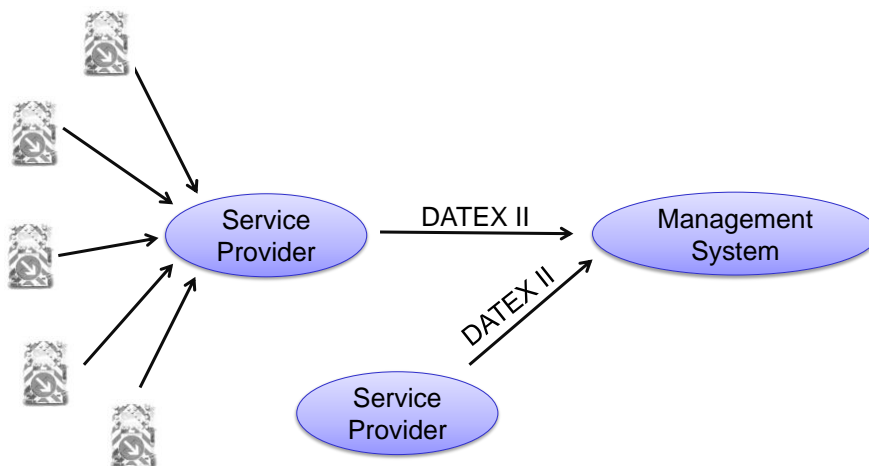 Service
Provider
DATEX II
Management
System
DATEX II
Service
Provider